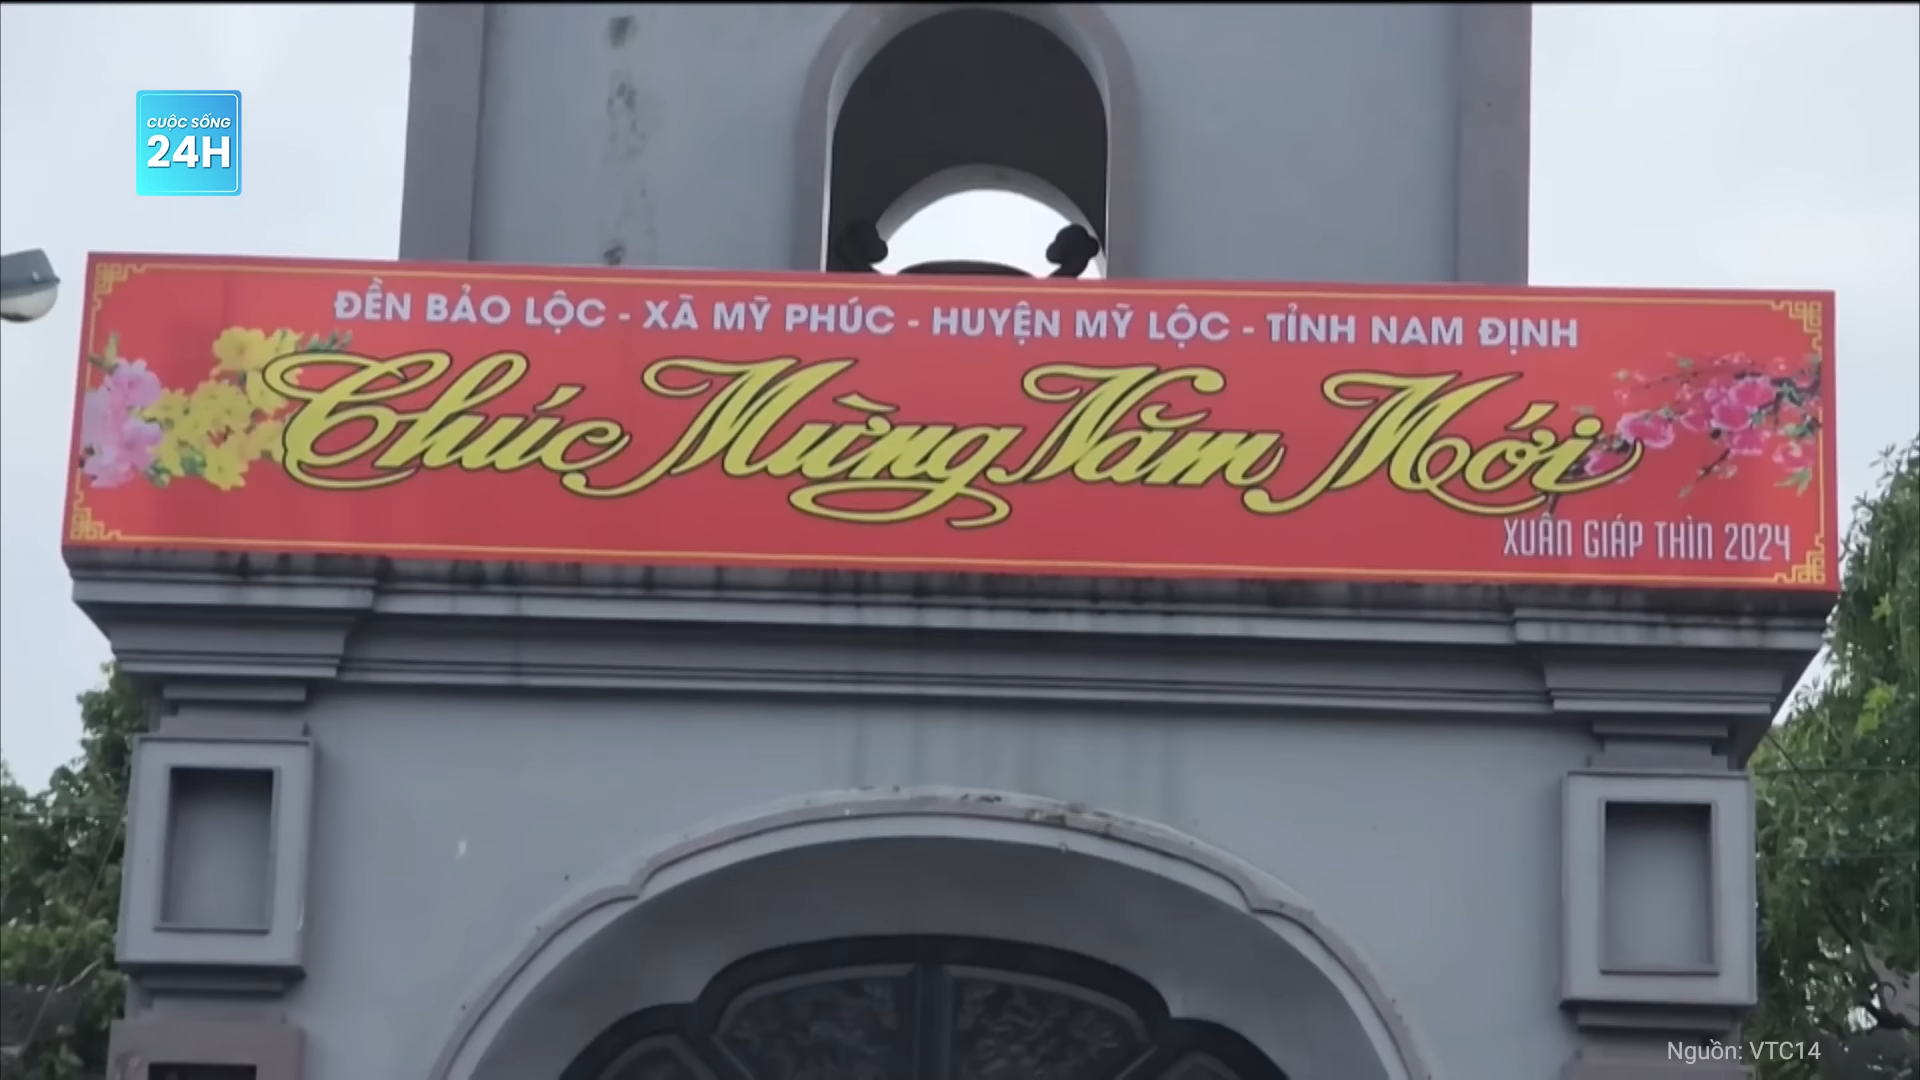 CUỘC SỐNG
24H
ĐỀN BẢO LỘC - XÃ MỸ PHÚC - HUYỆN MỸ LỘC - TỈNH NAM ĐỊNH
Chúc Mừng Năm Mới
XUÂN GIÁP THÌN 2024
Nguồn: VTC14